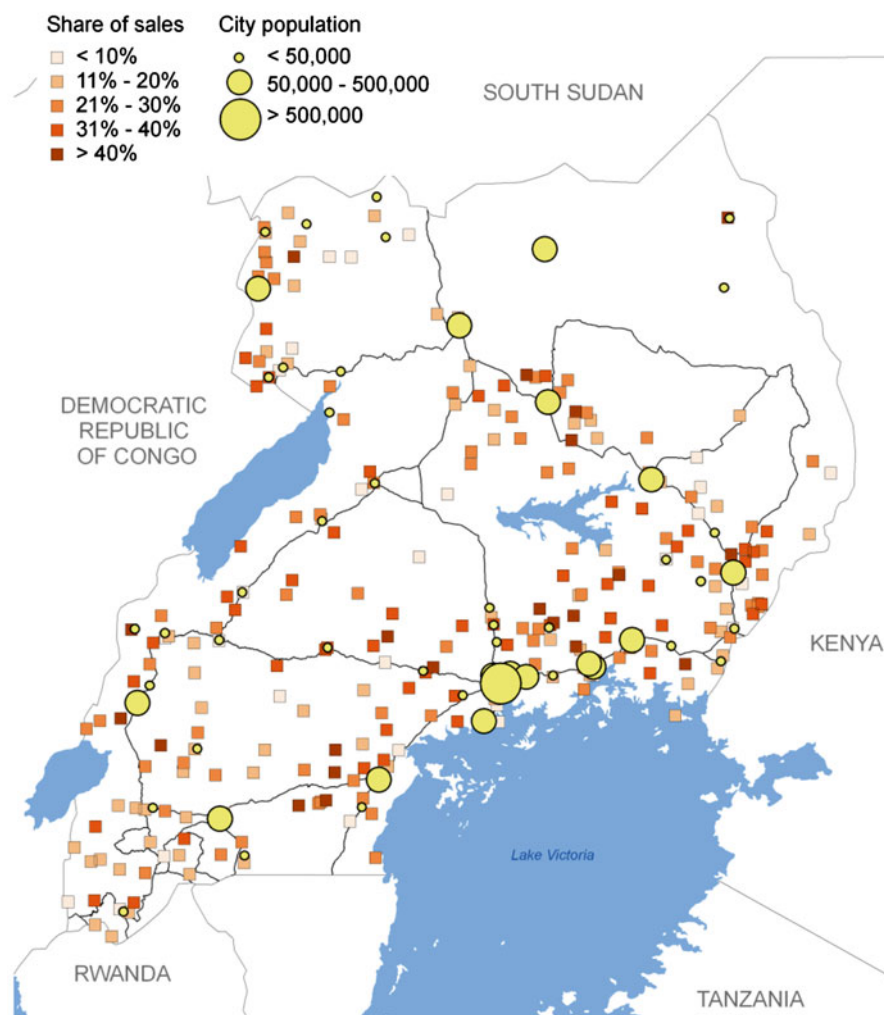 Share of sales
< 10%
11% - 20%
21% - 30%
31% - 40%
> 40%
City population
< 50,000
50,000 - 500,000
> 500,000
SOUTH SUDAN
DEMOCRATIC
REPUBLIC
OF CONGO
KENYA
Lake Victoria
RWANDA
TANZANIA